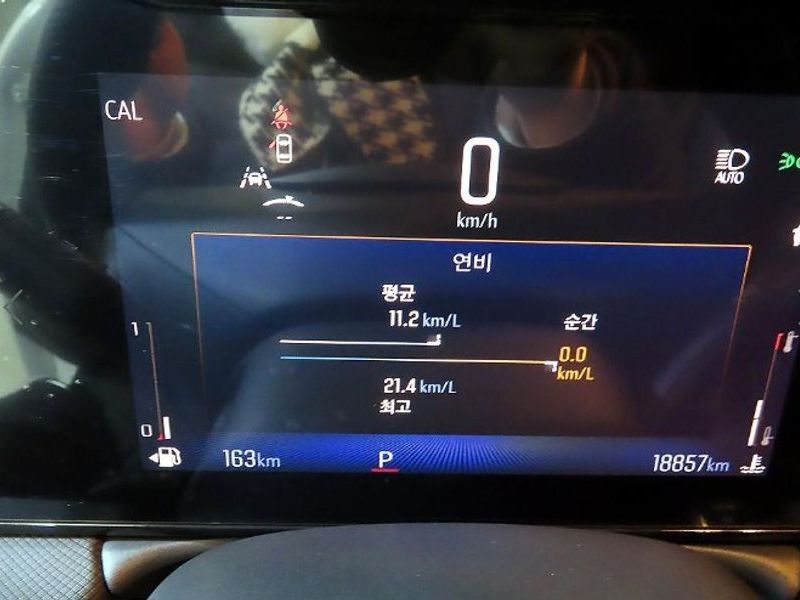 CAL
0
km/h
AUTO
--
연비
평균
11.2 km/L
순간
0.0
km/L
21.4 km/L
최고
1
0
163km
P
18857km